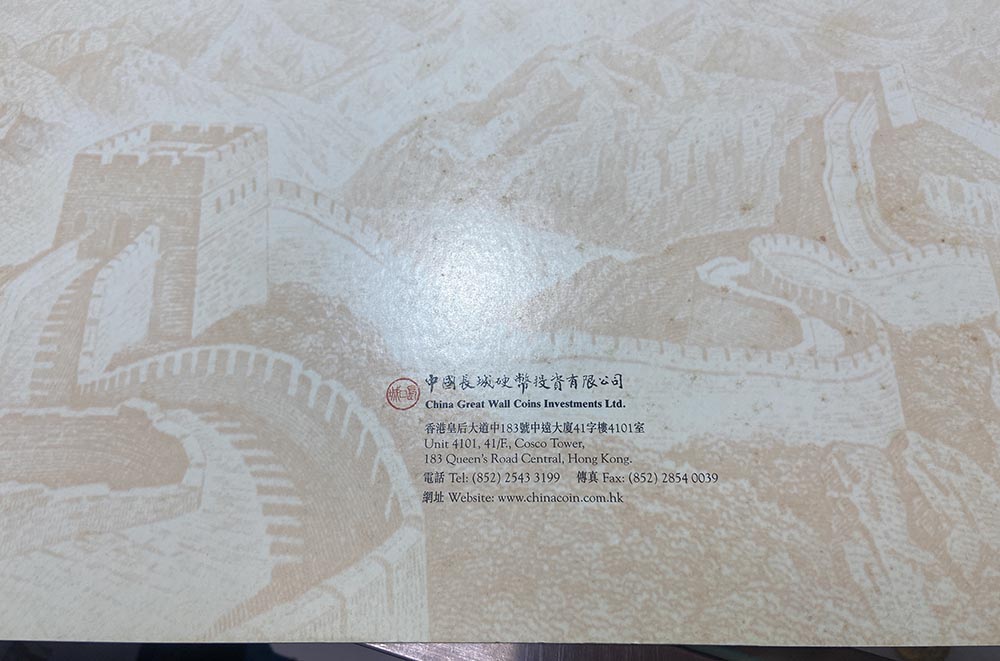 中國長城硬幣投資有限公司
China Great Wall Coins Investments Ltd.
香港皇后大道中183號中遠大廈41字樓4101室
Unit 4101, 41/F., Cosco Tower,
183 Queen's Road Central, Hong Kong.
電話 Tel: (852) 2543 3199 傳真 Fax: (852) 2854 0039
網址 Website: www.chinacoin.com.hk